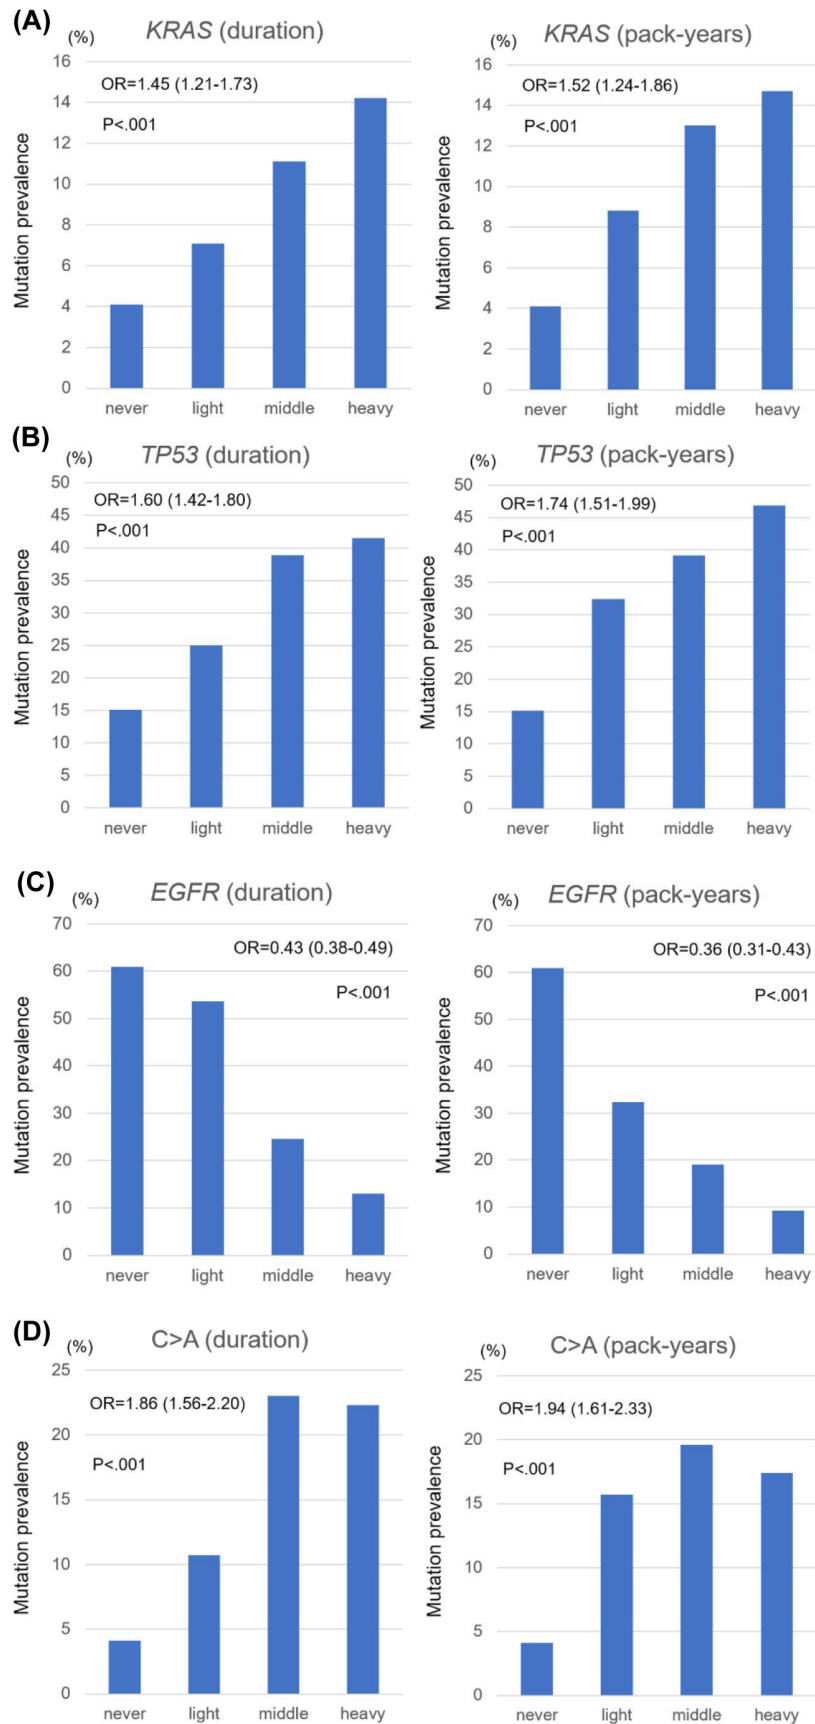 (A)
KRAS (duration)
(%)
OR=1.45 (1.21-1.73)
P<.001
Mutation prevalence
16
14
12
10
8
6
4
2
0
never light middle heavy
KRAS (pack-years)
(%)
OR=1.52 (1.24-1.86)
P<.001
Mutation prevalence
16
14
12
10
8
6
4
2
0
never light middle heavy
(B)
TP53 (duration)
(%)
OR=1.60 (1.42-1.80)
P<.001
Mutation prevalence
50
45
40
35
30
25
20
15
10
5
0
never light middle heavy
TP53 (pack-years)
(%)
OR=1.74 (1.51-1.99)
P<.001
Mutation prevalence
50
45
40
35
30
25
20
15
10
5
0
never light middle heavy
(C)
EGFR (duration)
(%)
OR=0.43 (0.38-0.49)
P<.001
Mutation prevalence
70
60
50
40
30
20
10
0
never light middle heavy
EGFR (pack-years)
(%)
OR=0.36 (0.31-0.43)
P<.001
Mutation prevalence
70
60
50
40
30
20
10
0
never light middle heavy
(D)
C>A (duration)
(%)
OR=1.86 (1.56-2.20)
P<.001
Mutation prevalence
25
20
15
10
5
0
never light middle heavy
C>A (pack-years)
(%)
OR=1.94 (1.61-2.33)
P<.001
Mutation prevalence
25
20
15
10
5
0
never light middle heavy